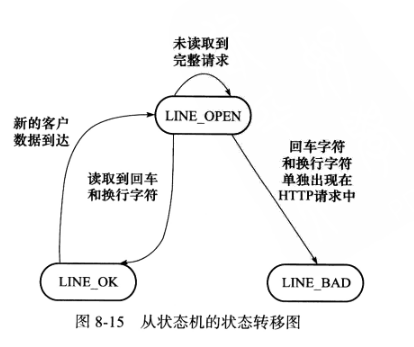 未读取到
完整请求
LINE_OPEN
新的客户
数据到达
读取到回车
和换行字符
回车字符
和换行字符
单独出现在
HTTP请求中
LINE_OK
LINE_BAD
图 8-15 从状态机的状态转移图